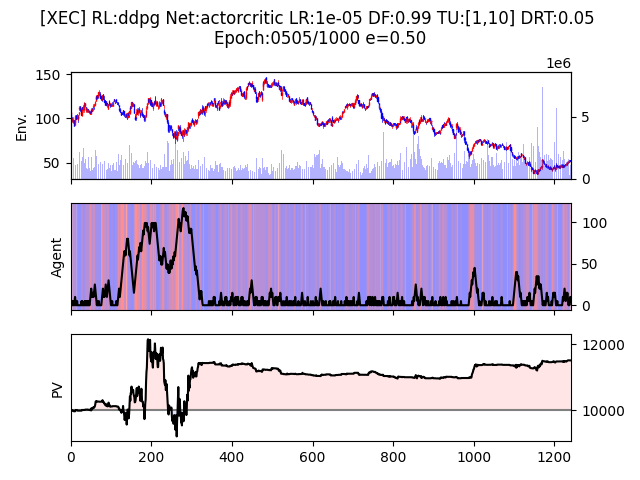 [XEC] RL:ddpg Net:actorcritic LR:1e-05 DF:0.99 TU:[1,10] DRT:0.05
Epoch:0505/1000 e=0.50
1e6
150
100
50
Env.
5
0
Agent
100
50
0
PV
12000
10000
0
200
400
600
800
1000
1200